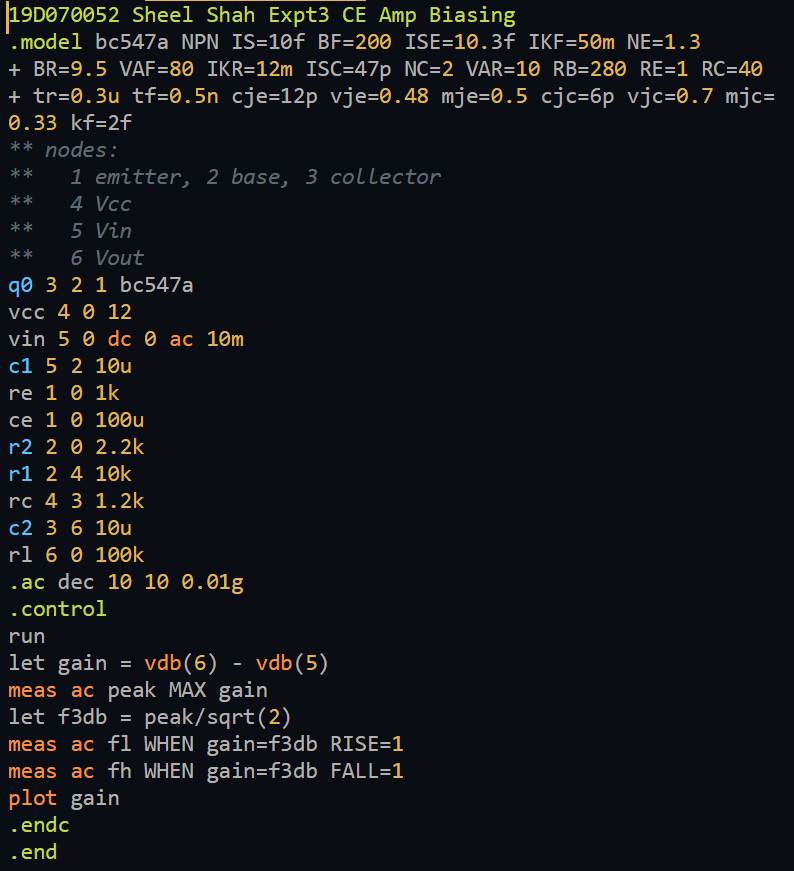 19D070052 Sheel Shah Expt3 CE Amp Biasing
.model bc547a NPN IS=10f BF=200 ISE=10.3f IKF=50m NE=1.3
+ BR=9.5 VAF=80 IKR=12m ISC=47p NC=2 VAR=10 RB=280 RE=1 RC=40
+ tr=0.3u tf=0.5n cje=12p vje=0.48 mje=0.5 cjc=6p vjc=0.7 mjc=
0.33 kf=2f
** nodes:
**   1 emitter, 2 base, 3 collector
**   4 Vcc
**   5 Vin
**   6 Vout
q0 3 2 1 bc547a
vcc 4 0 12
vin 5 0 dc 0 ac 10m
c1 5 2 10u
re 1 0 1k
ce 1 0 100u
r2 2 0 2.2k
r1 2 4 10k
rc 4 3 1.2k
c2 3 6 10u
rl 6 0 100k
.ac dec 10 10 0.01g
.control
run
let gain = vdb(6) - vdb(5)
meas ac peak MAX gain
let f3db = peak/sqrt(2)
meas ac fl WHEN gain=f3db RISE=1
meas ac fh WHEN gain=f3db FALL=1
plot gain
.endc
.end